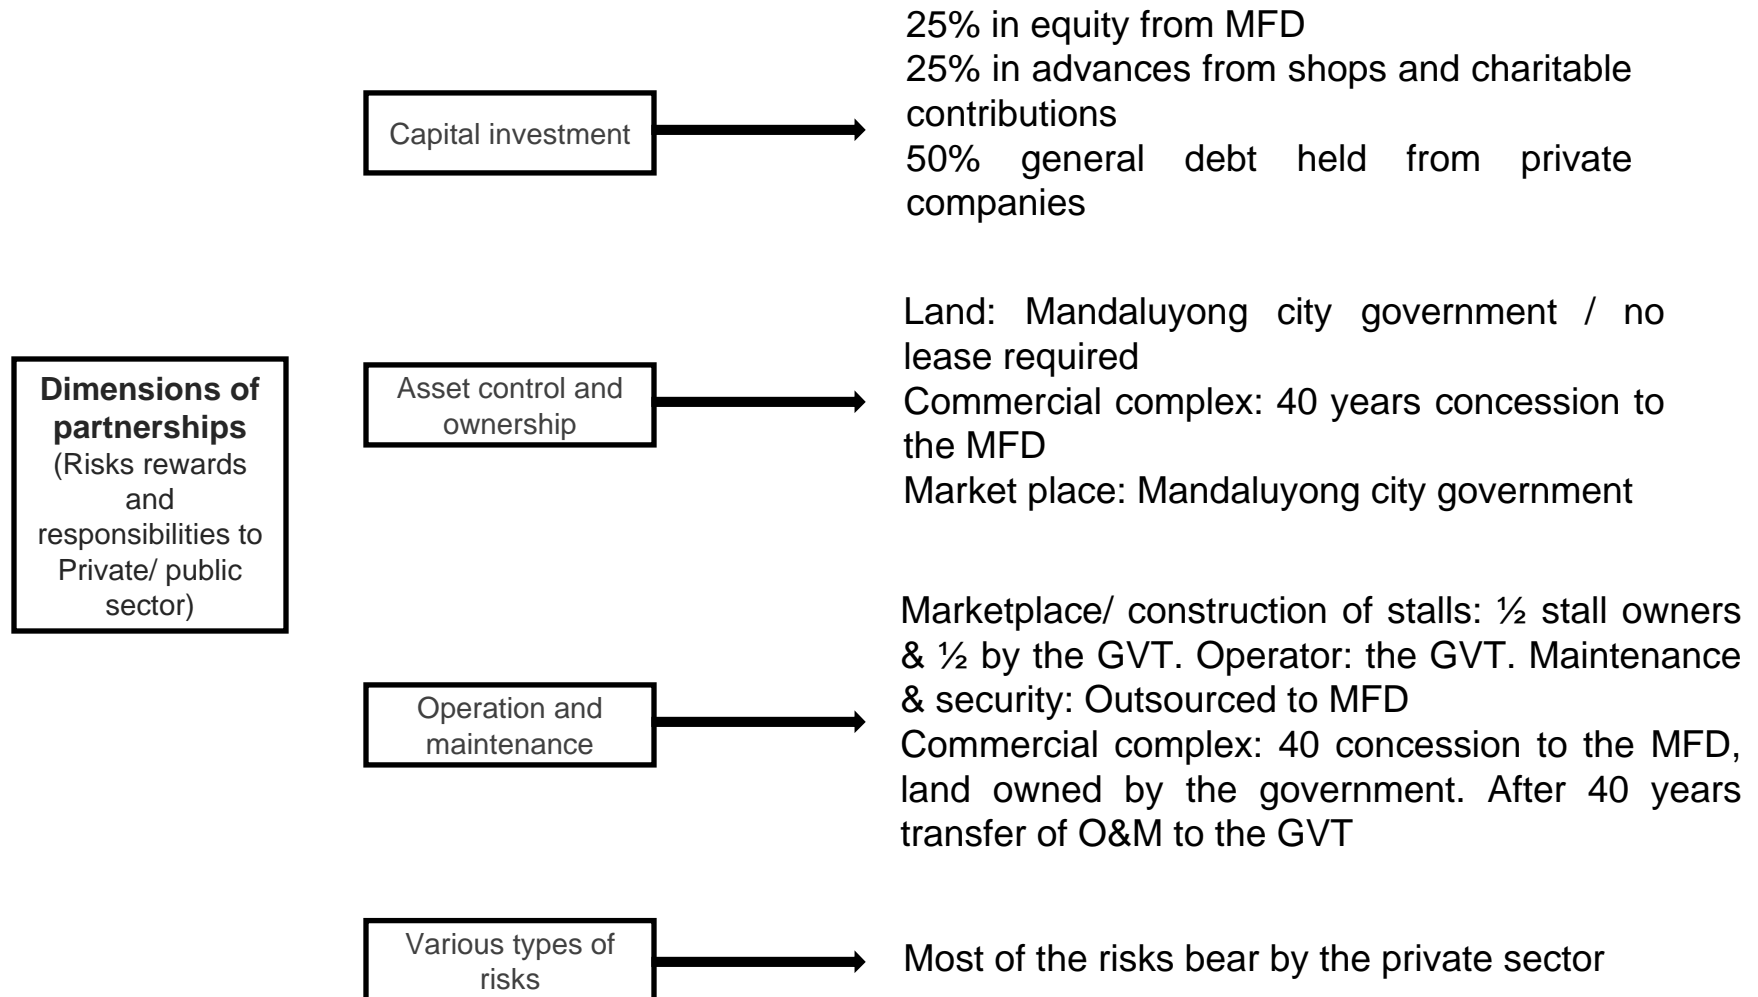 25% in equity from MFD
25% in advances from shops and charitable
contributions
50% general debt held from private
companies
Capital investment
Land: Mandaluyong city government / no
lease required
Commercial complex: 40 years concession to
the MFD
Market place: Mandaluyong city government
Asset control and
ownership
Dimensions of
partnerships
(Risks rewards
and
responsibilities to
Private/ public
sector)
Marketplace/ construction of stalls: ½ stall owners
& ½ by the GVT. Operator: the GVT. Maintenance
& security: Outsourced to MFD
Commercial complex: 40 concession to the MFD,
land owned by the government. After 40 years
transfer of O&M to the GVT
Operation and
maintenance
Various types of
risks
Most of the risks bear by the private sector